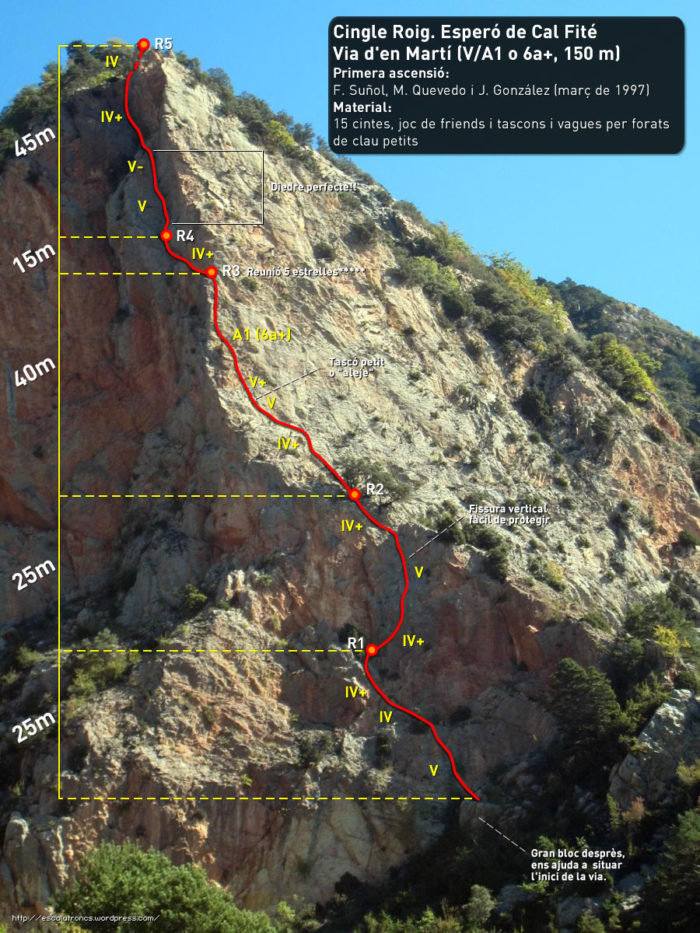 Cingle Roig. Esperó de Cal Fité
Via d'en Martí (V/A1 o 6a+, 150 m)
Primera ascensió:
F. Suñol, M. Quevedo i J. González (març de 1997)
Material:
15 cintes, joc de friends i tascons i vagues per forats
de clau petits
R5
IV
IV+
45m
V-
Diedre perfecte!!
V
R4
15m
IV+
R3 Reunió 5 estrelles*****
A1 (6a+)
40m
Tascó petit
o "aleje"
V+
V
IV+
R2
IV+
Fissura vertical
fàcil de protegir
25m
V
R1
IV+
IV+
25m
IV
V
Gran bloc desprès,
ens ajuda a situar
l'inici de la via.
http://escalatroncs.wordpress.com/